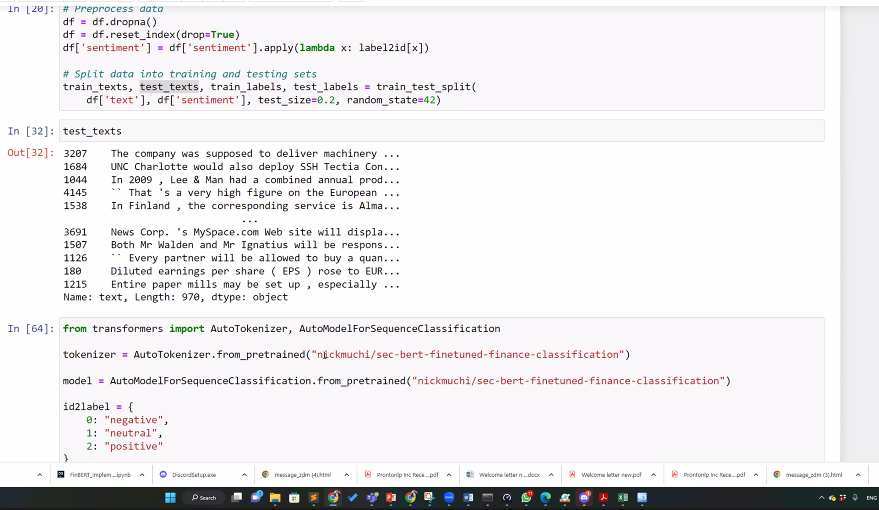 In [20]: # Preprocess data
df = df.dropna()
df = df.reset_index(drop=True)
df['sentiment'] = df['sentiment'].apply(lambda x: label2id[x])
# Split data into training and testing sets
train_texts, test_texts, train_labels, test_labels = train_test_split(
df['text'], df['sentiment'], test_size=0.2, random_state=42)
In [32]: test_texts
Out[32]: 3207 The company was supposed to deliver machinery ...
1684 UNC Charlotte would also deploy SSH Tectia Con...
1044 In 2009 , Lee & Man had a combined annual prod...
4145 `` That 's a very high figure on the European ...
1538 In Finland , the corresponding service is Alma...
...
3691 News Corp. 's MySpace.com Web site will displa...
1507 Both Mr Walden and Mr Ignatius will be respons...
1126 `` Every partner will be allowed to buy a quan...
180 Diluted earnings per share ( EPS ) rose to EUR...
1215 Entire paper mills may be set up , especially ...
Name: text, Length: 970, dtype: object
In [64]: from transformers import AutoTokenizer, AutoModelForSequenceClassification
tokenizer = AutoTokenizer.from_pretrained("nickmuchi/sec-bert-finetuned-finance-classification")
model = AutoModelForSequenceClassification.from_pretrained("nickmuchi/sec-bert-finetuned-finance-classification")
id2label = {
0: "negative",
1: "neutral",
2: "positive"
}
FinBERT_Implem....ipynb DiscordSetup.exe message_zdm (4).html Prontonlp Inc Rece....pdf Welcome letter n....docx Welcome letter new.pdf Prontonlp Inc Rece....pdf message_zdm (3).html
Search ENG